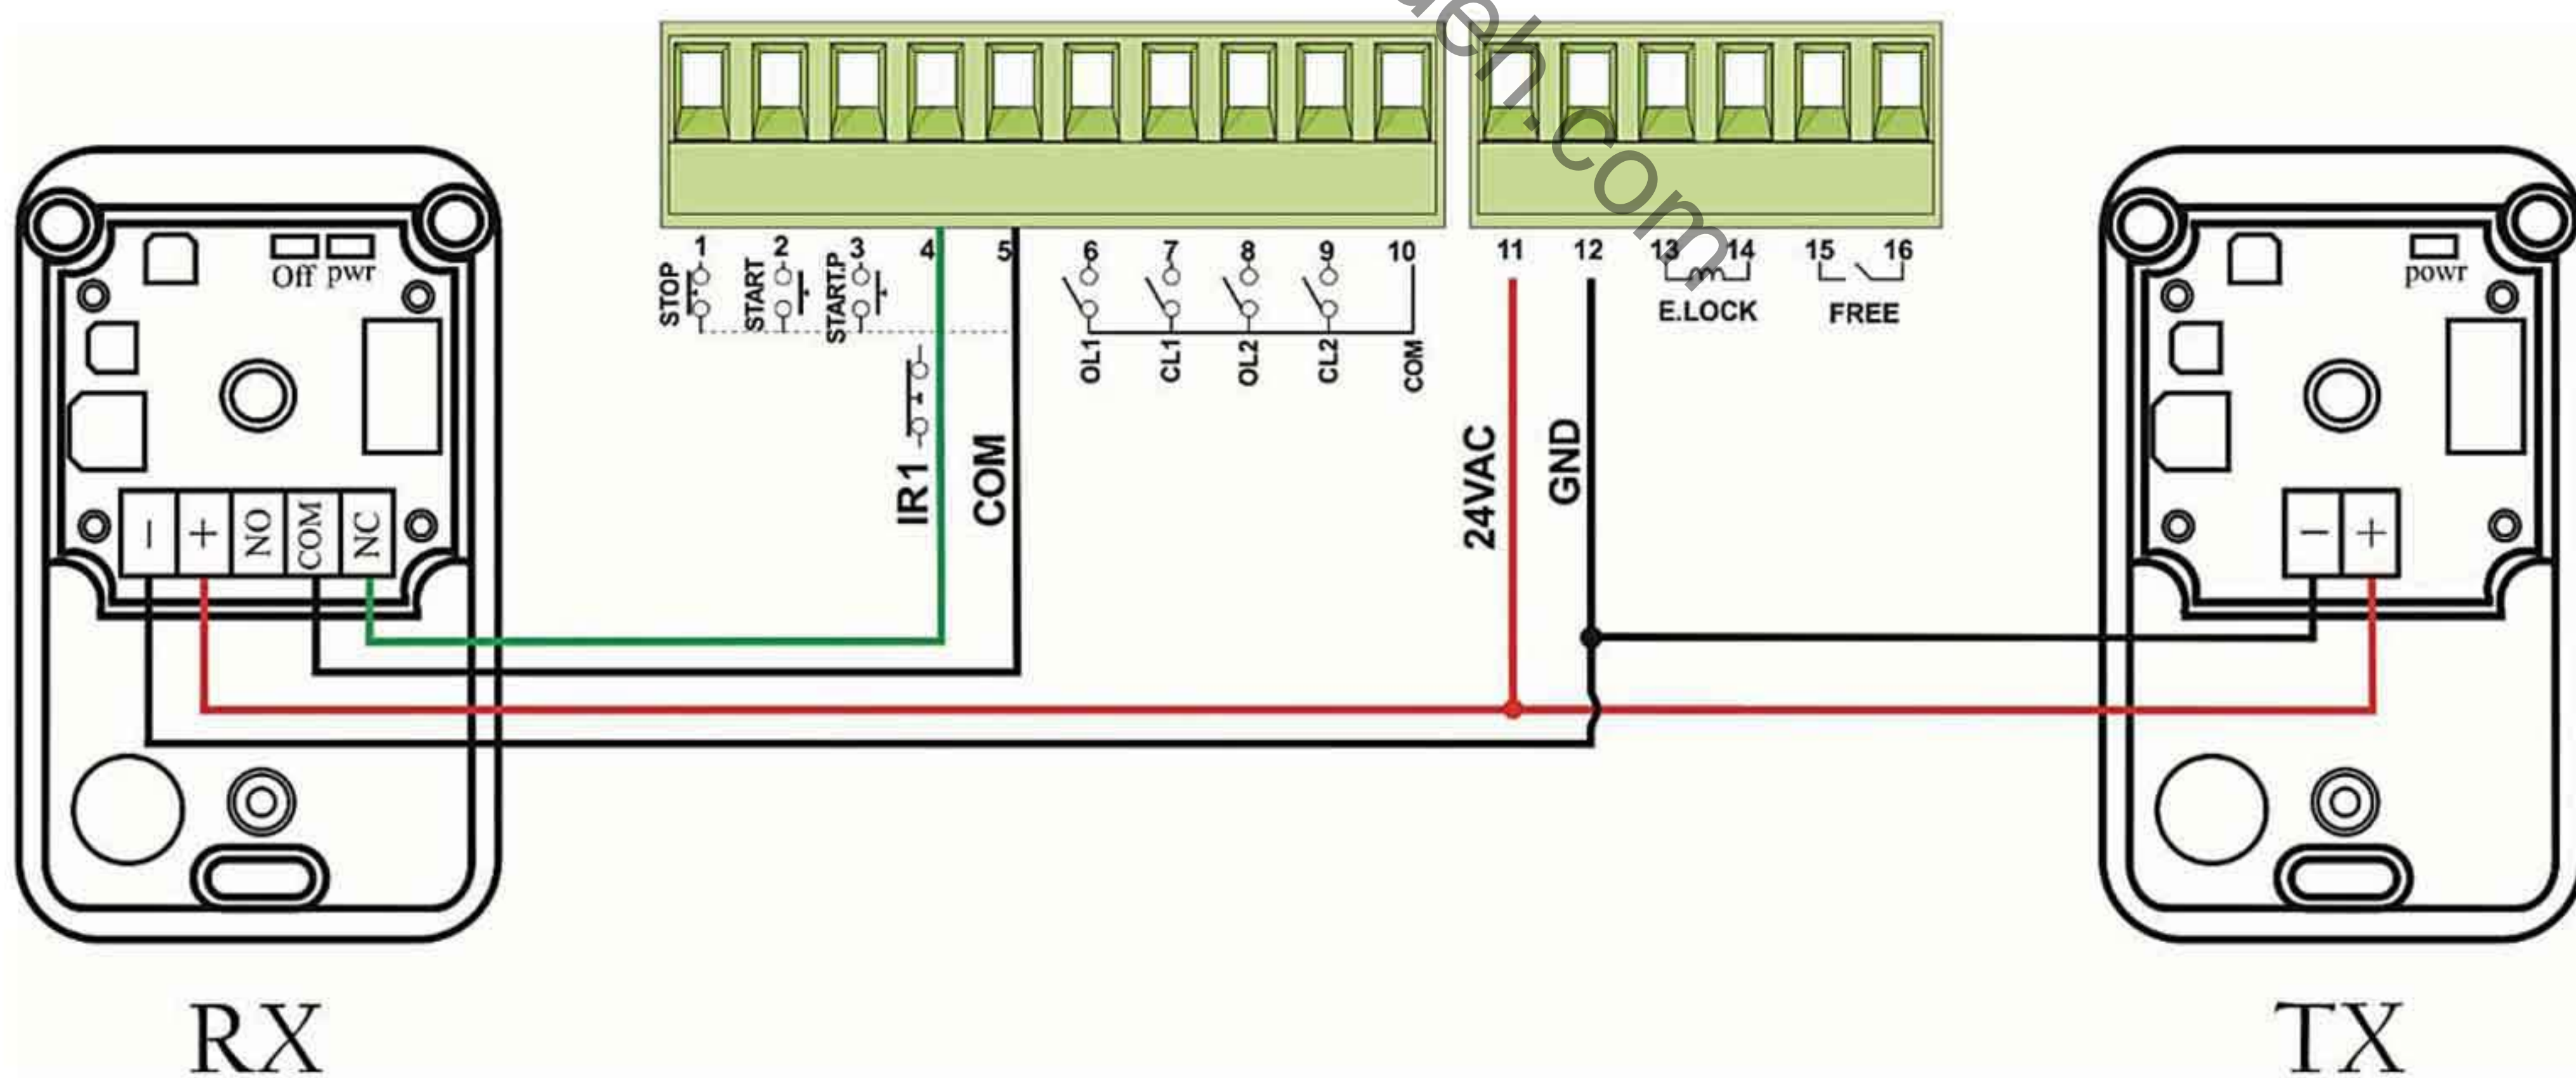 deh.com
1 2 3 4 5 6 7 8 9 10 11 12 13 14 15 16
STOP
START
START.P
IR1
COM
OL1
CL1
OL2
CL2
COM
24VAC
GND
E.LOCK
FREE
Off pwr
− + NO COM NC
powr
− +
RX
TX